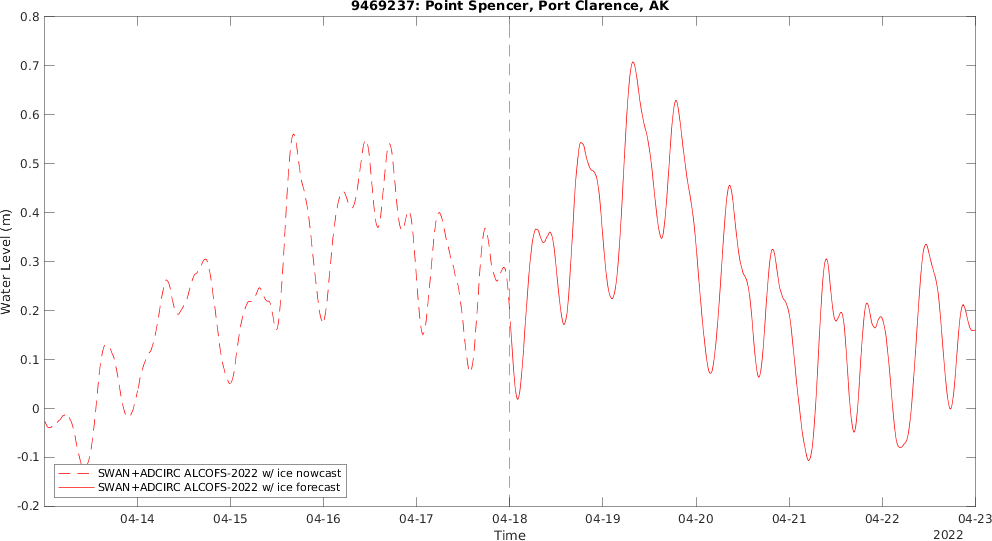 9469237: Point Spencer, Port Clarence, AK
0.8
0.7
0.6
0.5
0.4
0.3
0.2
0.1
0
-0.1
-0.2
Water Level (m)
SWAN+ADCIRC ALCOFS-2022 w/ ice nowcast
SWAN+ADCIRC ALCOFS-2022 w/ ice forecast
04-14 04-15 04-16 04-17 04-18 04-19 04-20 04-21 04-22 04-23
Time
2022